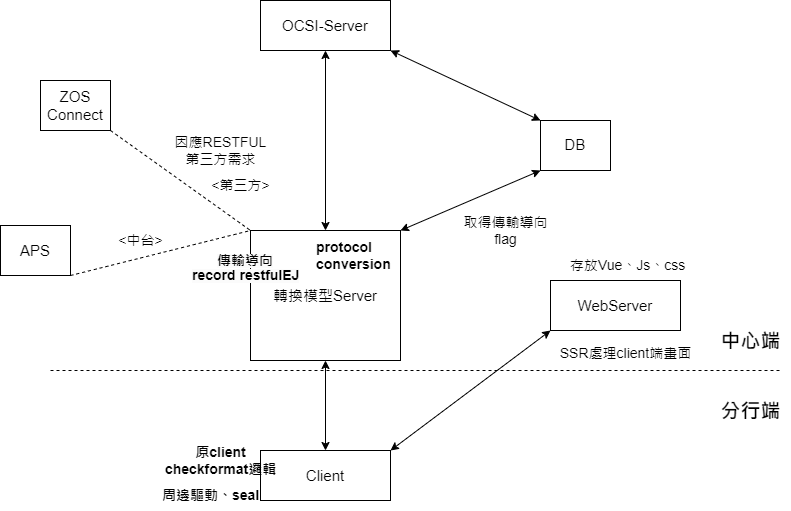 OCSI-Server
ZOS
Connect
因應RESTFUL
第三方需求
<第三方>
DB
取得傳輸導向
flag
APS
<中台>
protocol
conversion
傳輸導向
record restfulEJ
轉換模型Server
存放Vue、Js、css
WebServer
SSR處理client端畫面
中心端
分行端
原client
checkformat邏輯
周邊驅動、seal
Client